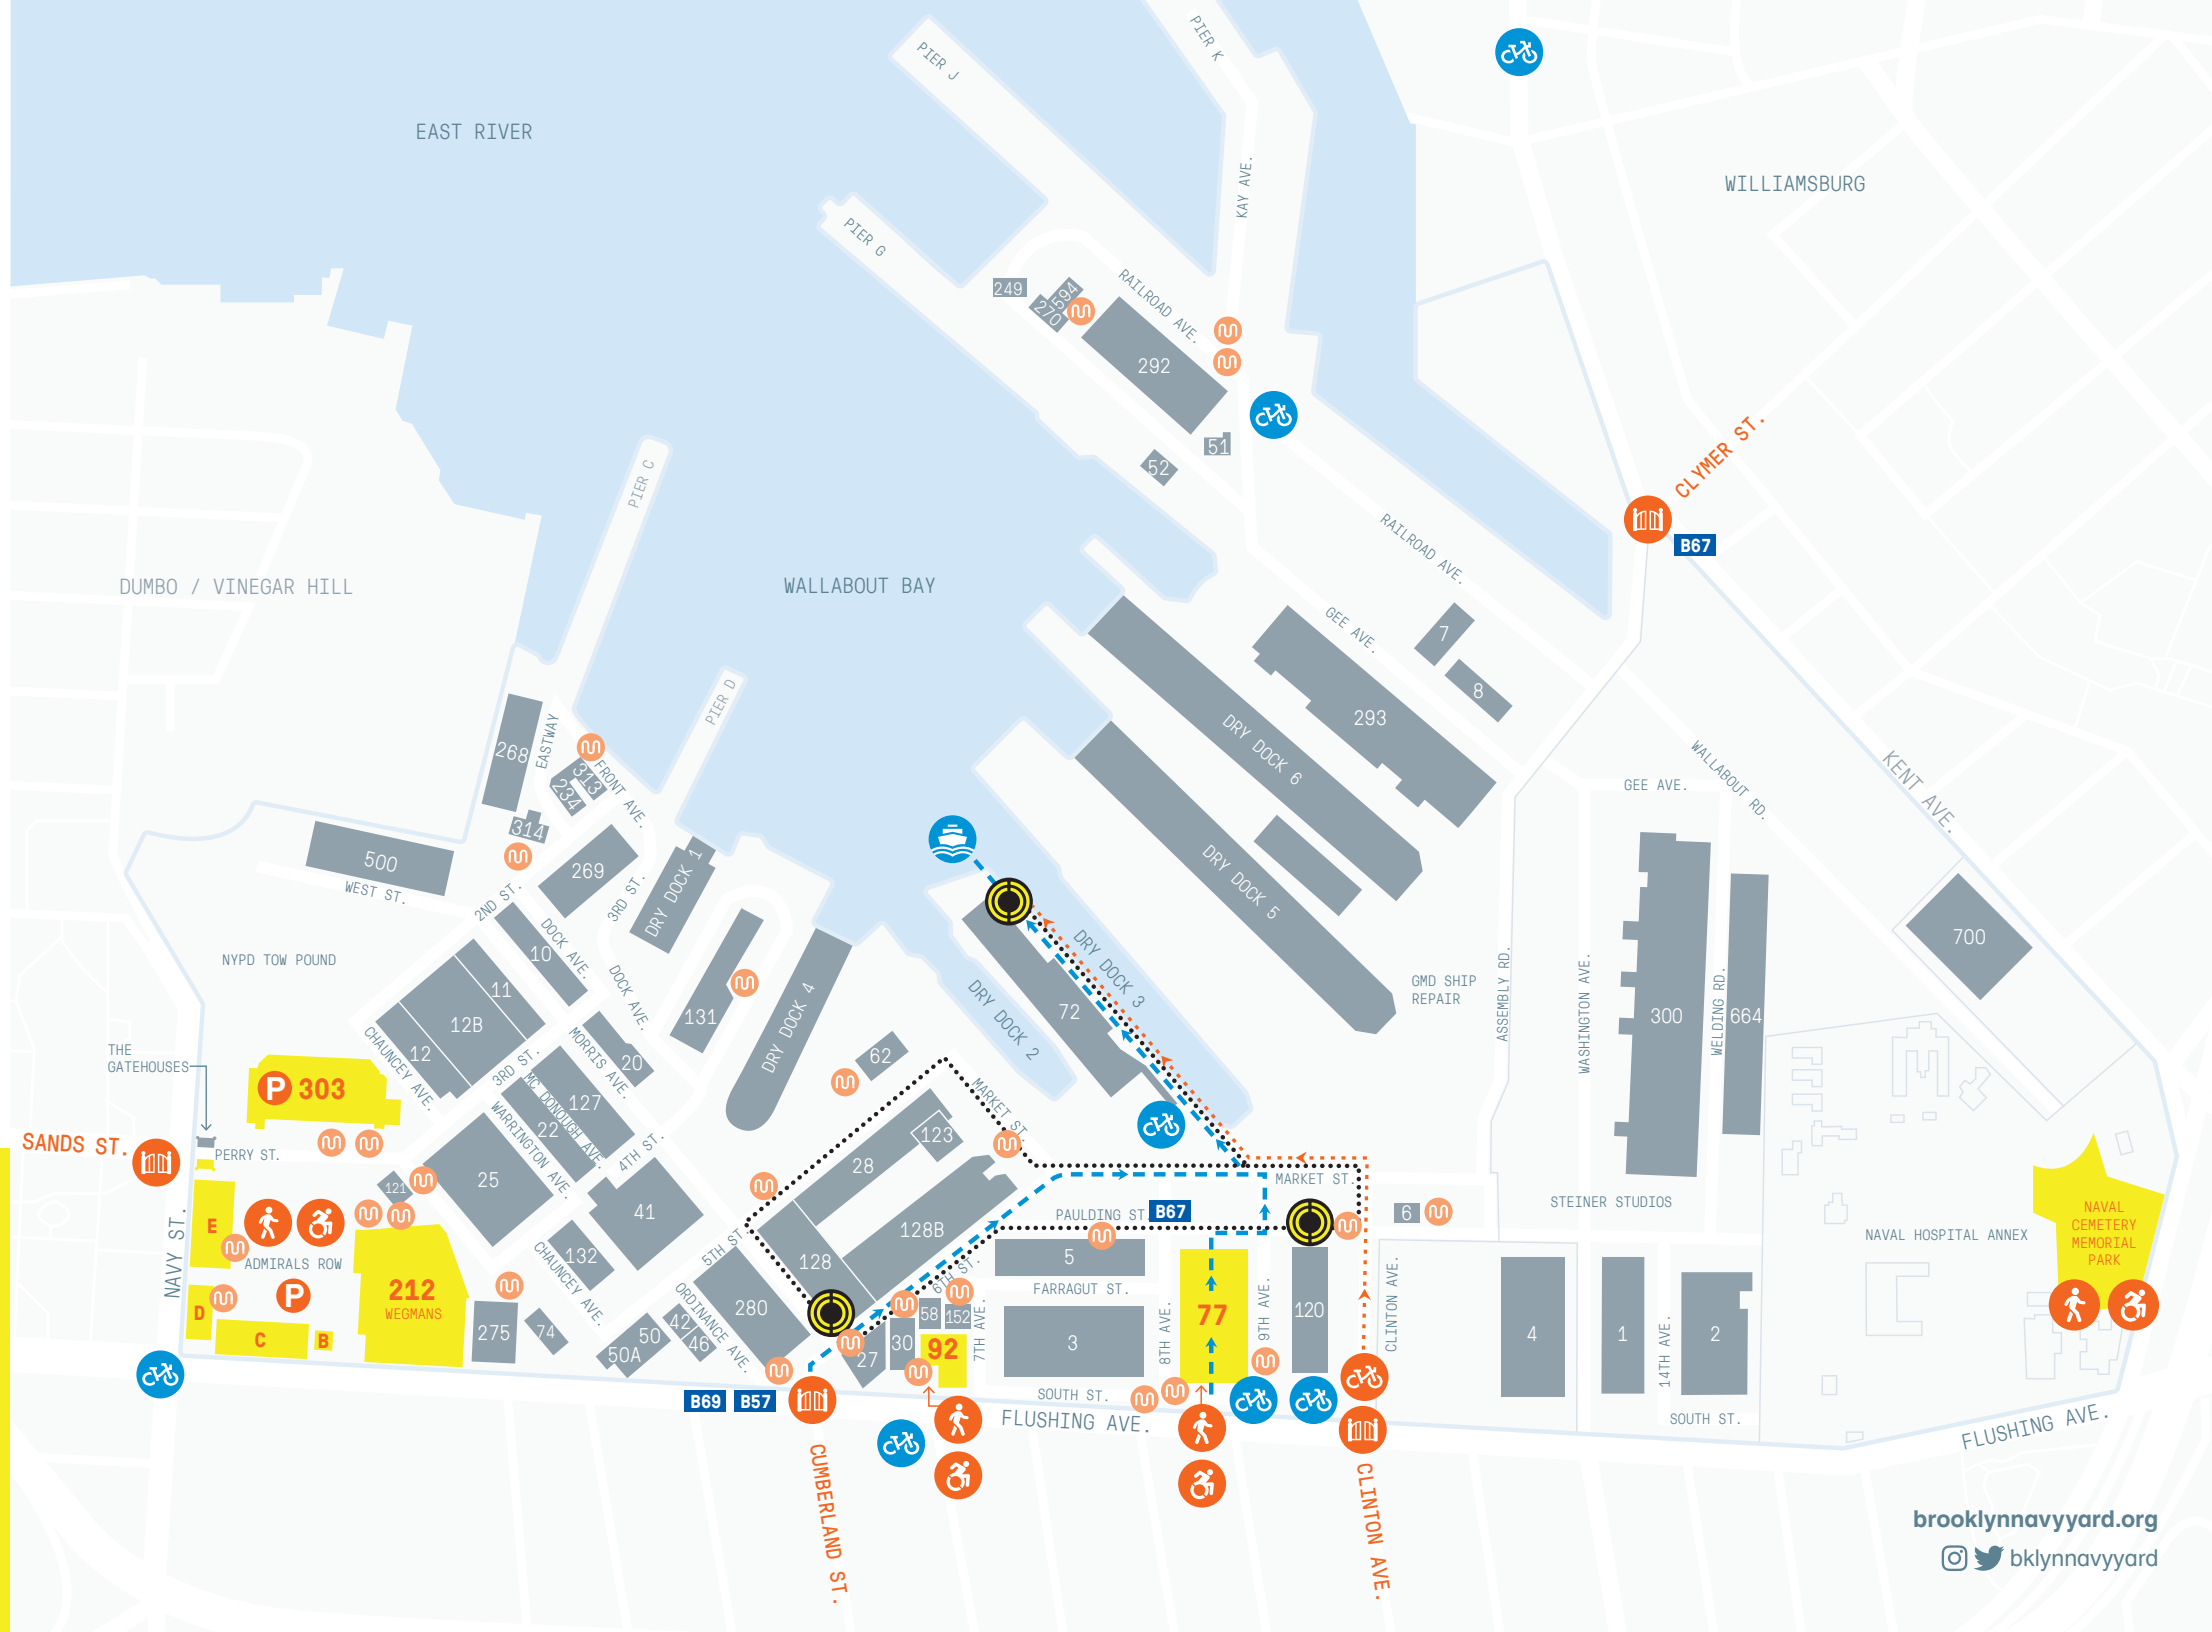 EAST RIVER
PIER J
PIER K
PIER G
KAY AVE.
WILLIAMSBURG
249
594
270
RAILROAD AVE.
292
51
52
CLYMER ST.
B67
PIER C
RAILROAD AVE.
DUMBO / VINEGAR HILL
WALLABOUT BAY
GEE AVE.
7
8
293
PIER D
DRY DOCK 6
268
EASTWAY
FRONT AVE.
313
234
314
GEE AVE.
WALLABOUT RD.
KENT AVE.
500
WEST ST.
269
2ND ST.
3RD ST.
DRY DOCK 1
DRY DOCK 5
10
DOCK AVE.
NYPD TOW POUND
700
DRY DOCK 3
11
DOCK AVE.
GMD SHIP
REPAIR
ASSEMBLY RD.
WASHINGTON AVE.
WELDING RD.
300
664
12B
131
DRY DOCK 4
72
DRY DOCK 2
12
CHAUNCEY AVE.
THE
GATEHOUSES
3RD ST.
MORRIS AVE.
20
62
P 303
MC DONOUGH AVE.
127
22
WARRINGTON AVE.
4TH ST.
MARKET ST.
123
28
SANDS ST.
PERRY ST.
121
25
41
MARKET ST.
STEINER STUDIOS
NAVAL HOSPITAL ANNEX
NAVAL
CEMETERY
MEMORIAL
PARK
E
NAVY ST.
ADMIRALS ROW
P
128B
128
PAULDING ST.
B67
6
5
132
CHAUNCEY AVE.
5TH ST.
ORDINANCE AVE.
280
6TH ST.
FARRAGUT ST.
212
WEGMANS
D
C
B
275
74
50
50A
42
46
58
152
30
27
92
7TH AVE.
3
8TH AVE.
77
9TH AVE.
120
CLINTON AVE.
4
1
14TH AVE.
2
B69
B57
SOUTH ST.
FLUSHING AVE.
SOUTH ST.
FLUSHING AVE.
CUMBERLAND ST.
CLINTON AVE.
brooklynnavyyard.org
bklynnavyyard